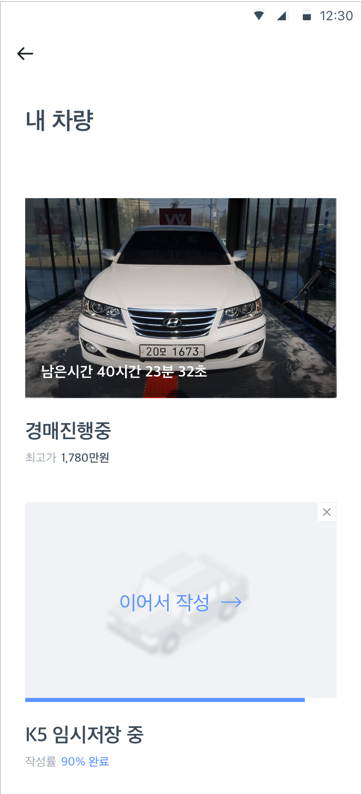 12:30
내 차량
20모 1673
남은시간 40시간 23분 32초
경매진행중
최고가 1,780만원
이어서 작성
K5 임시저장 중
작성률 90% 완료